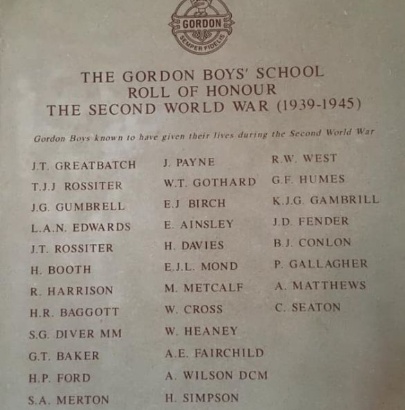 GORDON
SEMPER FIDELIS
THE GORDON BOYS' SCHOOL
ROLL OF HONOUR
THE SECOND WORLD WAR (1939-1945)
Gordon Boys known to have given their lives during the Second World War
J.T. GREATBATCH
T.J.J ROSSITER
J.G. GUMBRELL
L.A.N. EDWARDS
J.T. ROSSITER
H. BOOTH
R. HARRISON
H.R. BAGGOTT
S.G. DIVER MM
G.T. BAKER
H.P. FORD
S.A. MERTON
J. PAYNE
W.T. GOTHARD
E.J BIRCH
E. AINSLEY
H. DAVIES
E.J.L. MOND
M. METCALF
W. CROSS
W. HEANEY
A.E. FAIRCHILD
A. WILSON DCM
H. SIMPSON
R.W. WEST
G.F. HUMES
K.J.G. GAMBRILL
J.D. FENDER
B.J. CONLON
P. GALLAGHER
A. MATTHEWS
C. SEATON